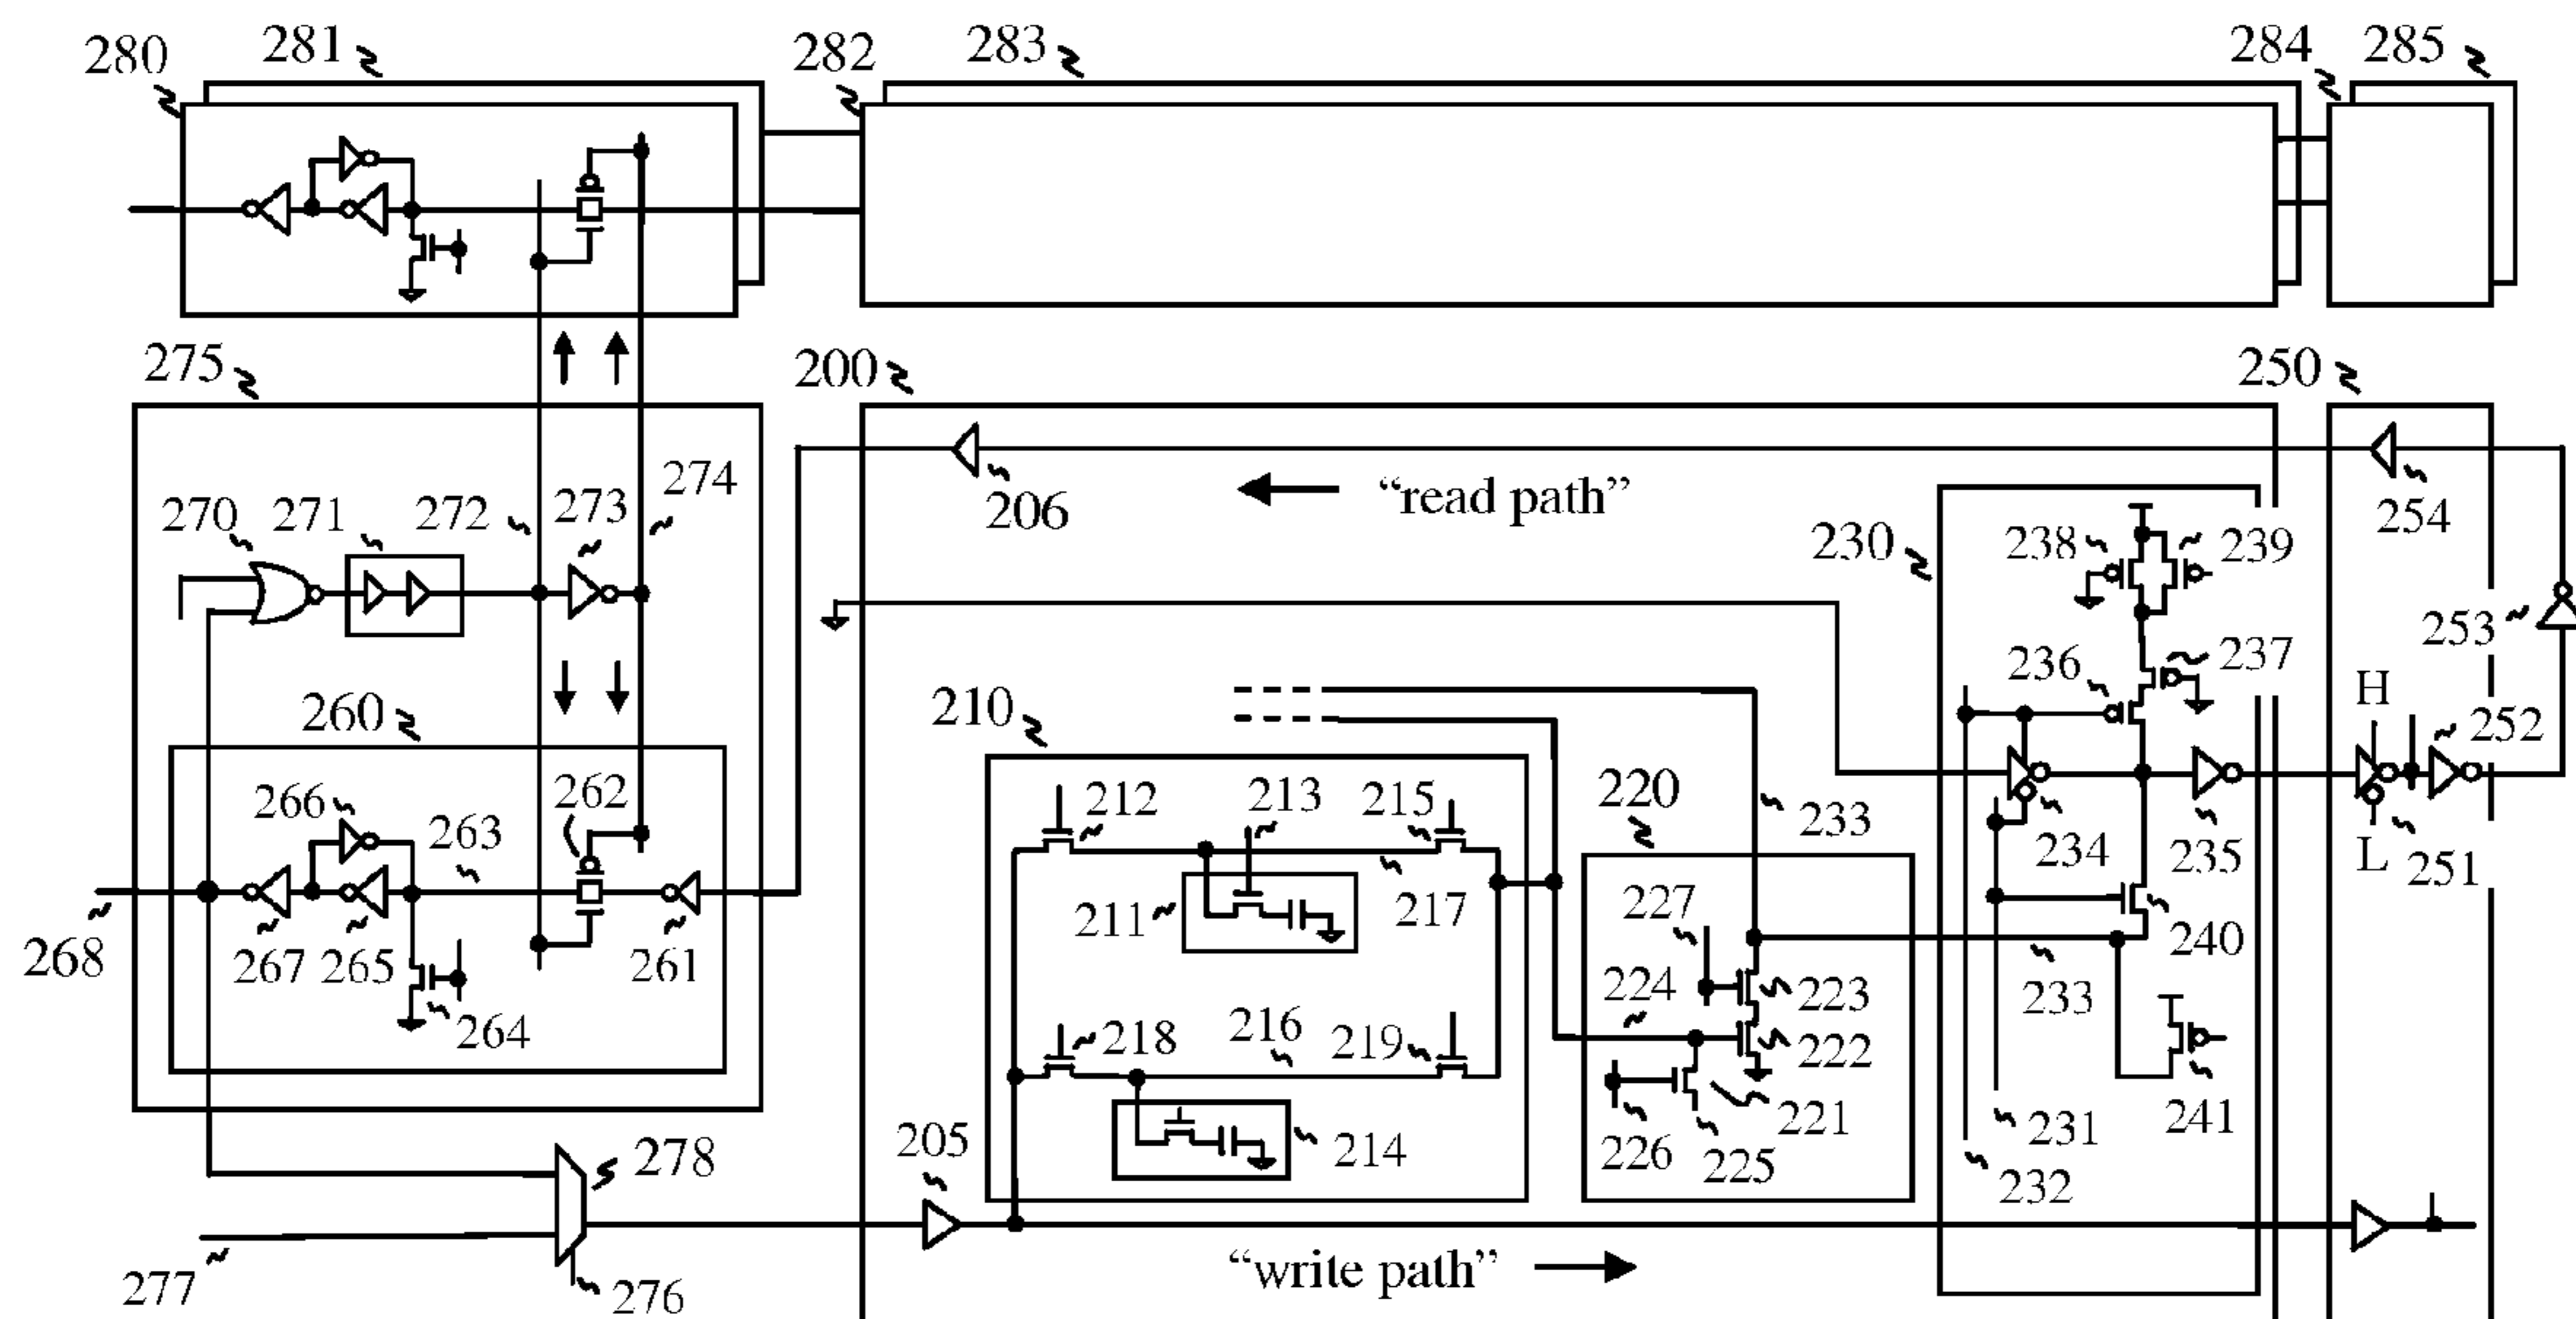 280 281 282 283 284 285
275 200 250
270 271 272 273 274 206 “read path” 230 238 239 254
253
236 237
260 210 H 252
266 263 262 212 213 215 220 233 234 235 L 251
268 267 265 261 211 217 227 240
264 218 216 219 224 223 233
222
214 226 225 221 231 241
278 205 232
277 276 “write path”